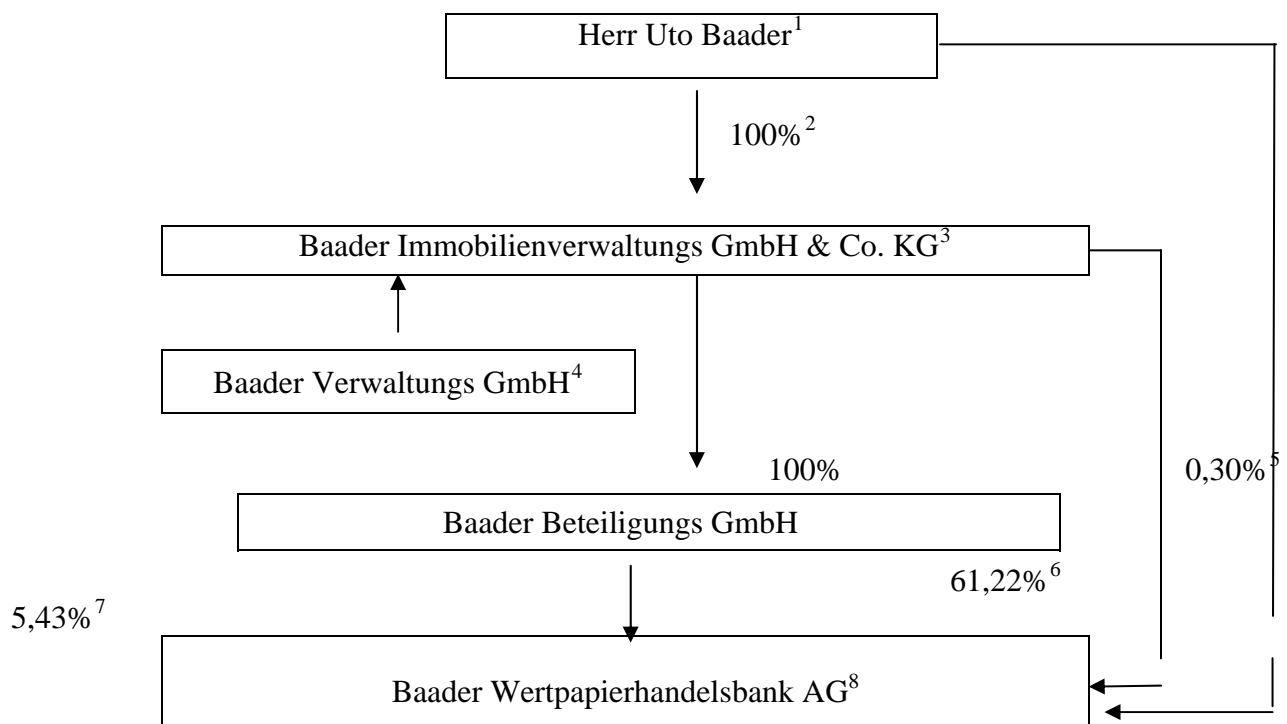 Herr Uto Baader¹
100%²
Baader Immobilienverwaltungs GmbH & Co. KG³
Baader Verwaltungs GmbH⁴
100%
0,30%⁵
Baader Beteiligungs GmbH
61,22%⁶
5,43%⁷
Baader Wertpapierhandelsbank AG⁸